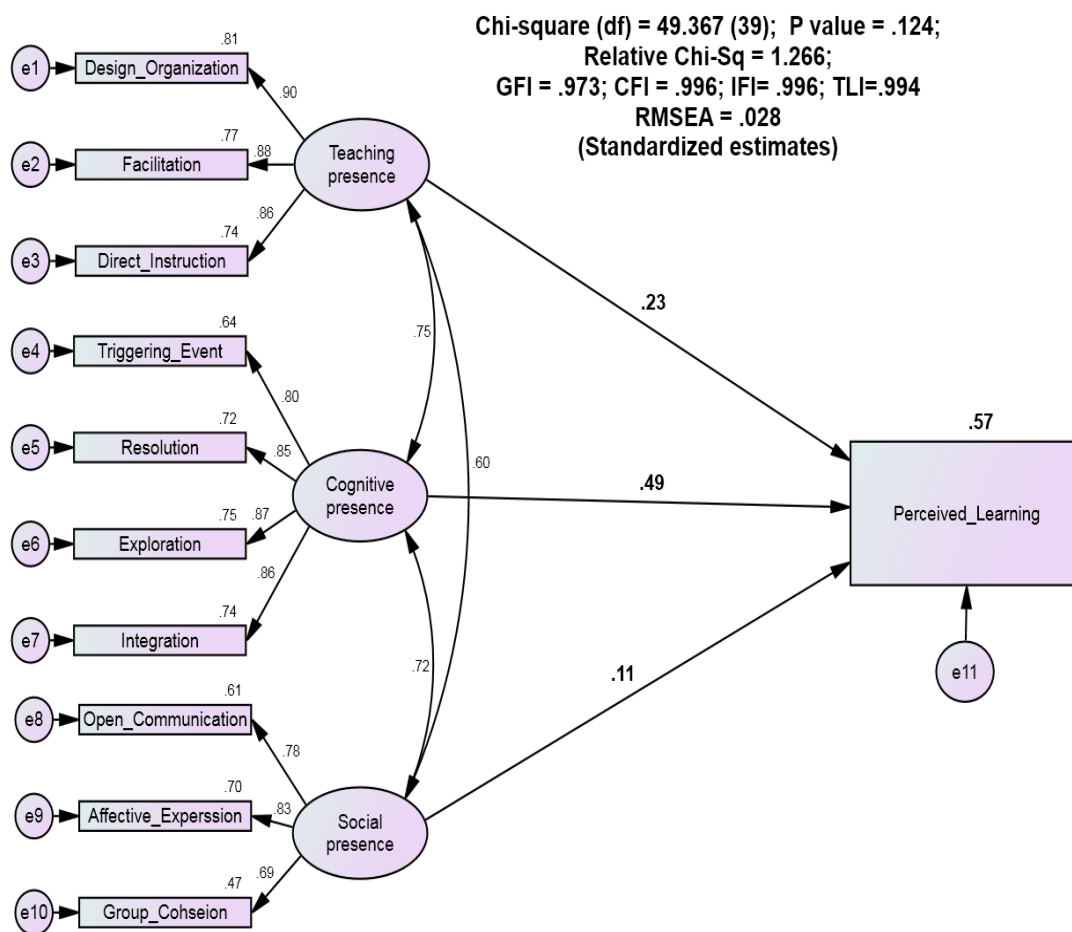 Chi-square (df) = 49.367 (39);  P value = .124;
Relative Chi-Sq = 1.266;
GFI = .973; CFI = .996; IFI= .996; TLI=.994
RMSEA = .028
(Standardized estimates)
.81
e1
Design_Organization
.90
.77
e2
Facilitation
.88
Teaching
presence
.86
.74
e3
Direct_Instruction
.23
.75
.64
e4
Triggering_Event
.80
.72
e5
Resolution
.85
.60
.57
Cognitive
presence
.49
.75
e6
Exploration
.87
Perceived_Learning
.86
.74
e7
Integration
.72
.11
e11
.61
e8
Open_Communication
.78
.70
e9
Affective_Experssion
.83
Social
presence
.69
.47
e10
Group_Cohseion